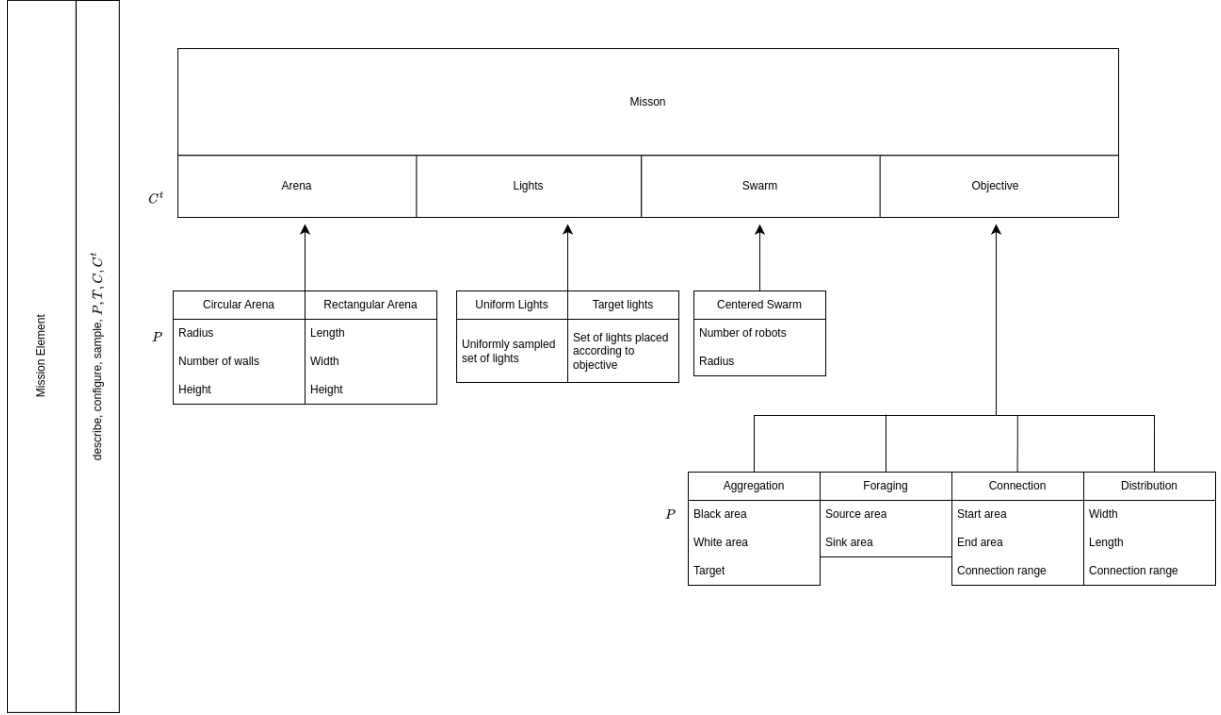 Mission Element
describe, configure, sample, P, T, C, C^t
Misson
C^t
Arena
Lights
Swarm
Objective
P
Circular Arena
Radius
Number of walls
Height
Rectangular Arena
Length
Width
Height
Uniform Lights
Uniformly sampled
set of lights
Target lights
Set of lights placed
according to
objective
Centered Swarm
Number of robots
Radius
P
Aggregation
Black area
White area
Target
Foraging
Source area
Sink area
Connection
Start area
End area
Connection range
Distribution
Width
Length
Connection range